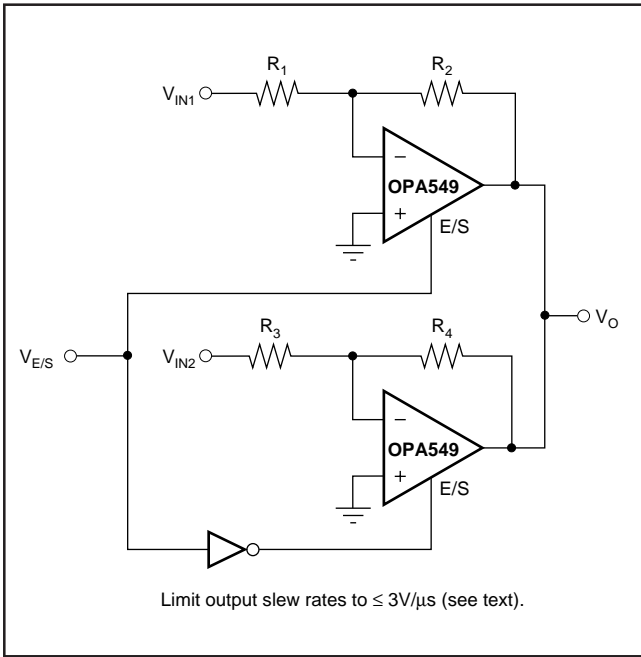 R1
R2
VIN1
−
OPA549
+
E/S
VE/S
VIN2
R3
R4
VO
−
OPA549
+
E/S
Limit output slew rates to ≤ 3V/µs (see text).